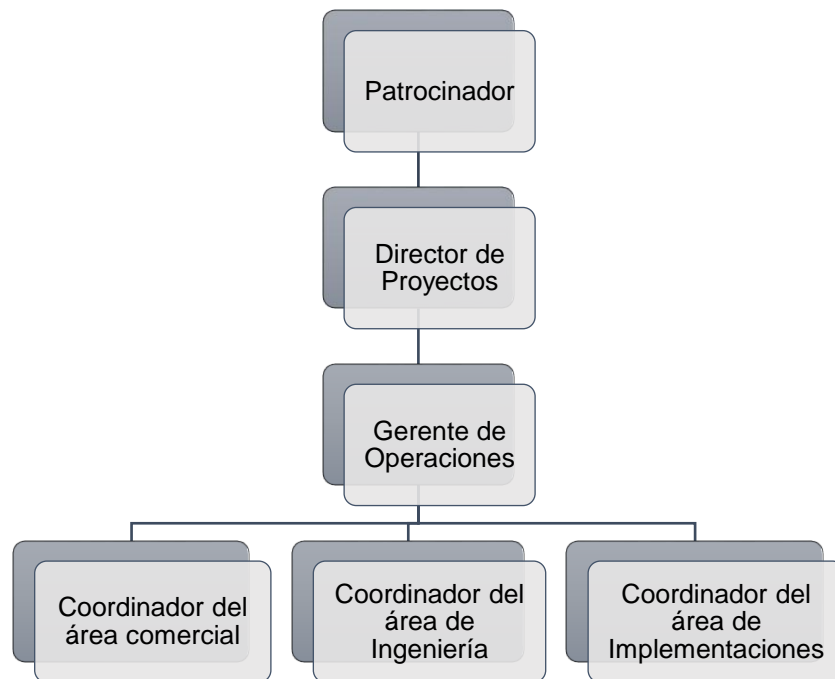 Patrocinador
Director de
Proyectos
Gerente de
Operaciones
Coordinador del
área comercial
Coordinador del
área de
Ingeniería
Coordinador del
área de
Implementaciones